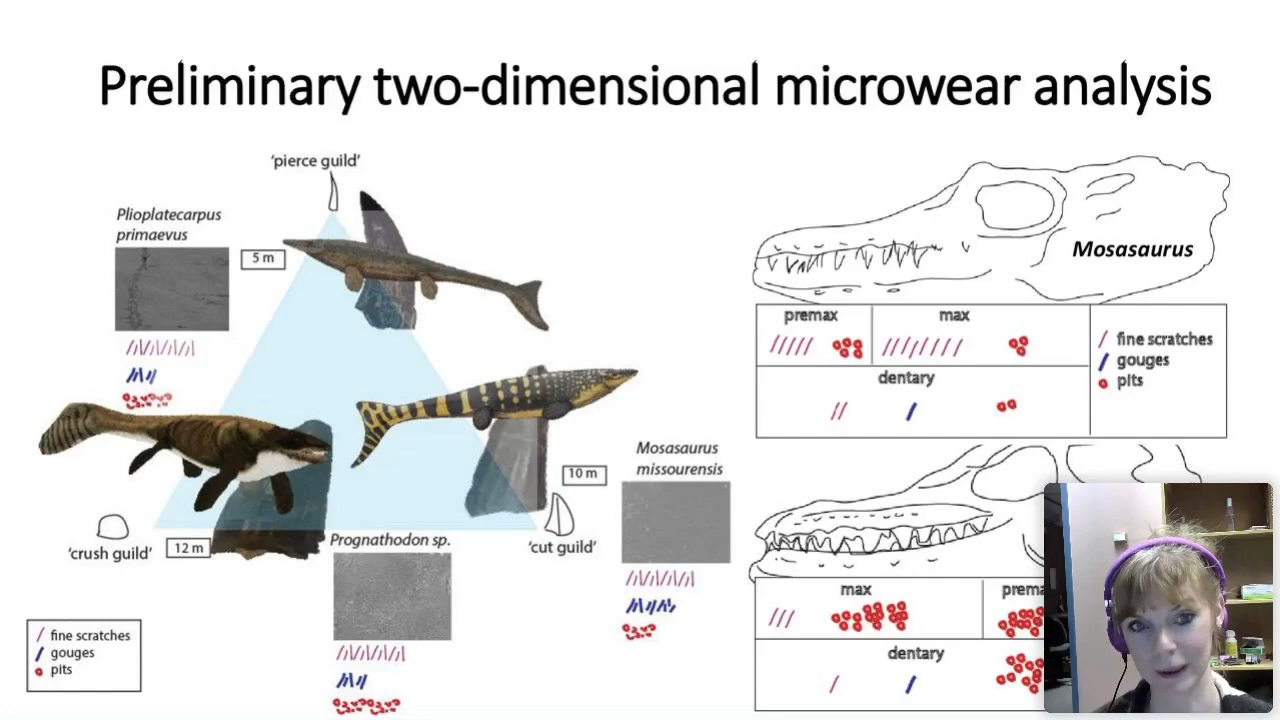 Preliminary two-dimensional microwear analysis
'pierce guild'
Plioplatecarpus
primaevus
5 m
'crush guild'
12 m
Prognathodon sp.
'cut guild'
10 m
Mosasaurus
missourensis
fine scratches
gouges
pits
Mosasaurus
premax
max
dentary
fine scratches
gouges
pits
max
prema
dentary